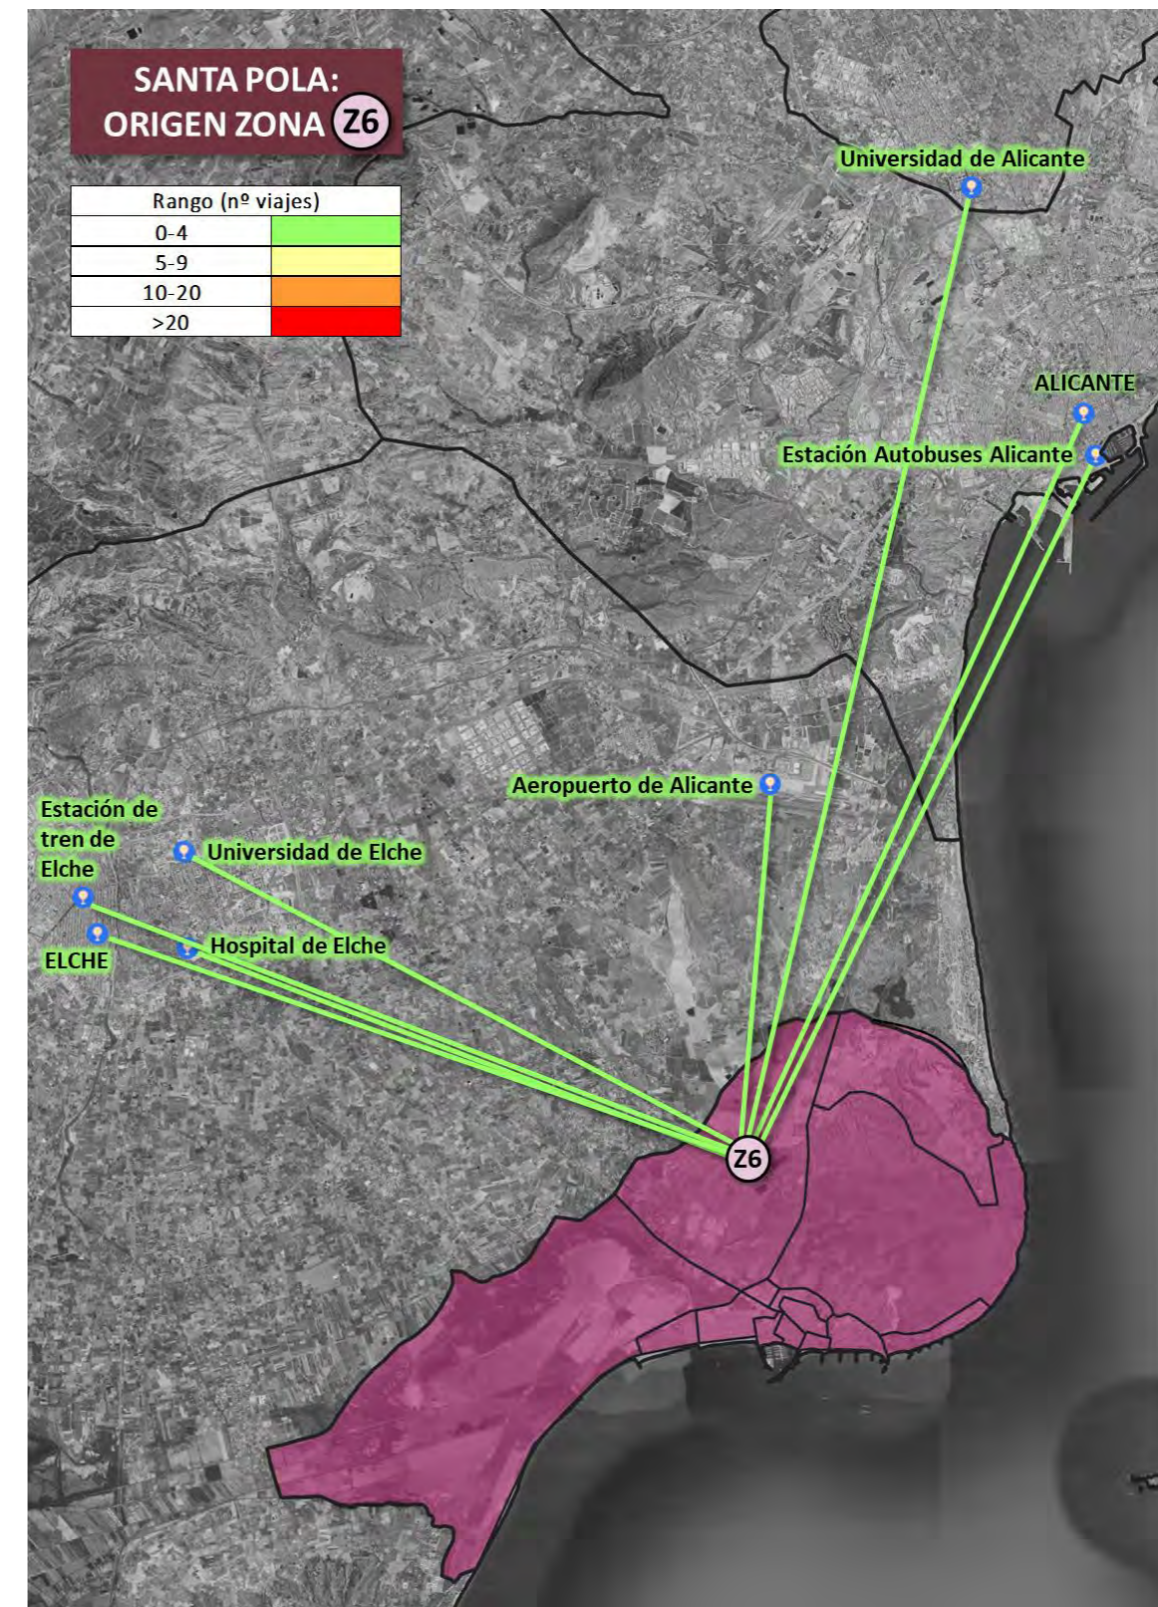 SANTA POLA:
ORIGEN ZONA Z6
Rango (nº viajes)
0-4
5-9
10-20
>20
Universidad de Alicante
ALICANTE
Estación Autobuses Alicante
Aeropuerto de Alicante
Estación de
tren de
Elche
Universidad de Elche
Hospital de Elche
ELCHE
Z6